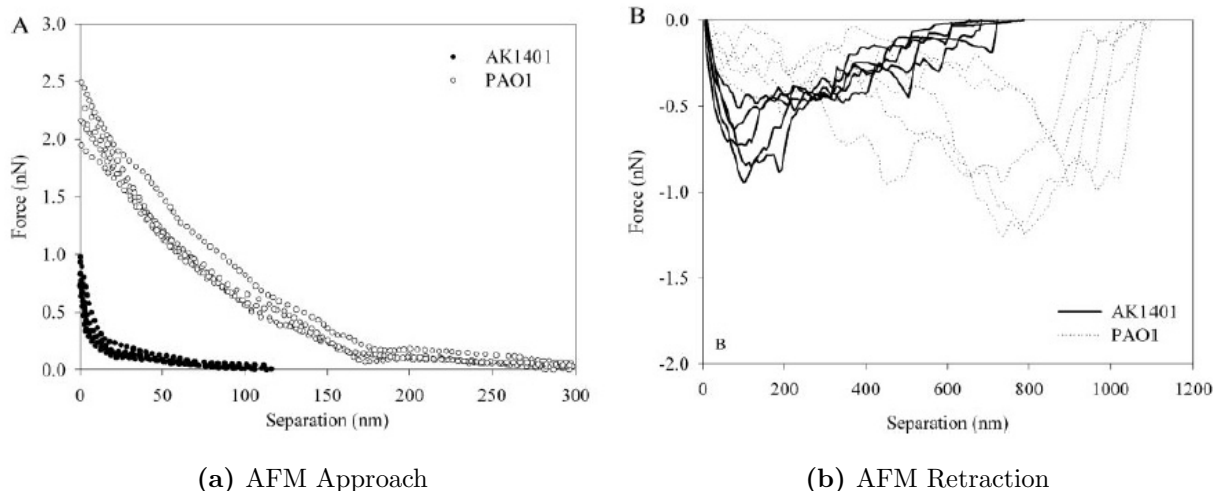 A
3.0
2.5
2.0
1.5
1.0
0.5
0.0
Force (nN)
AK1401
PAO1
0 50 100 150 200 250 300
Separation (nm)
B
0.0
-0.5
-1.0
-1.5
-2.0
Force (nN)
AK1401
PAO1
B
0 200 400 600 800 1000 1200
Separation (nm)
(a) AFM Approach
(b) AFM Retraction